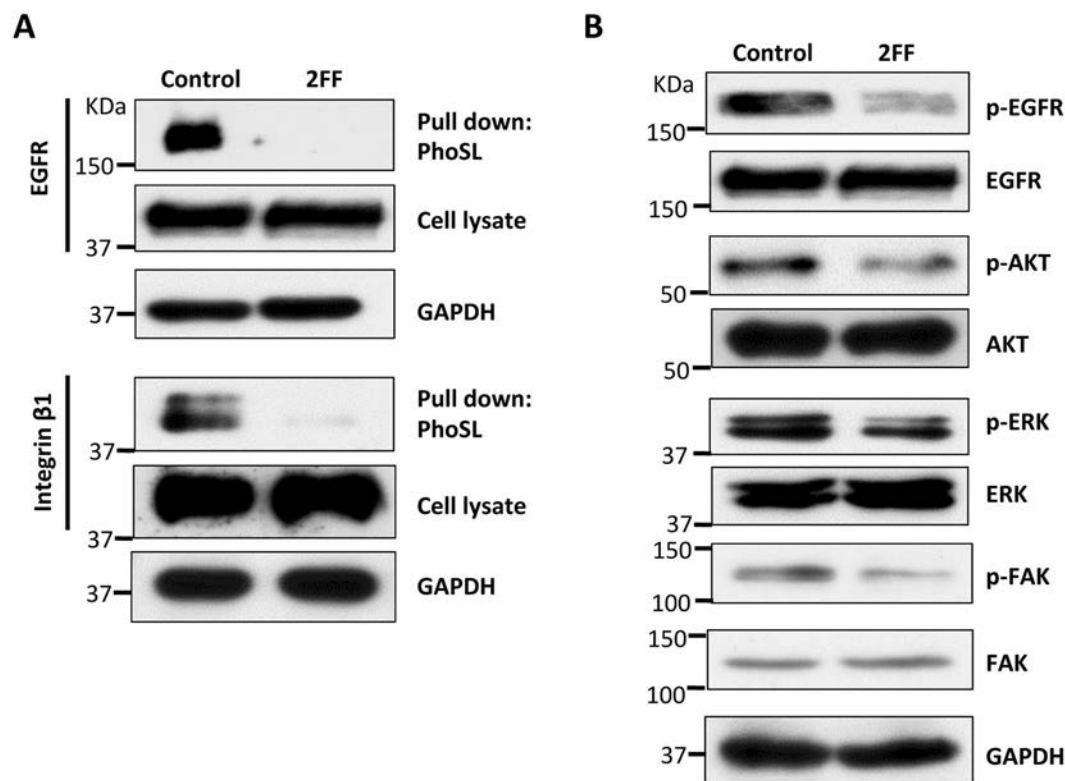 A
Control 2FF
KDa
EGFR
150
Pull down:
PhoSL
37
Cell lysate
37
GAPDH
Integrin β1
37
Pull down:
PhoSL
37
Cell lysate
37
GAPDH
B
Control 2FF
KDa
150
p-EGFR
150
EGFR
50
p-AKT
50
AKT
37
p-ERK
37
ERK
150
100
p-FAK
150
100
FAK
37
GAPDH